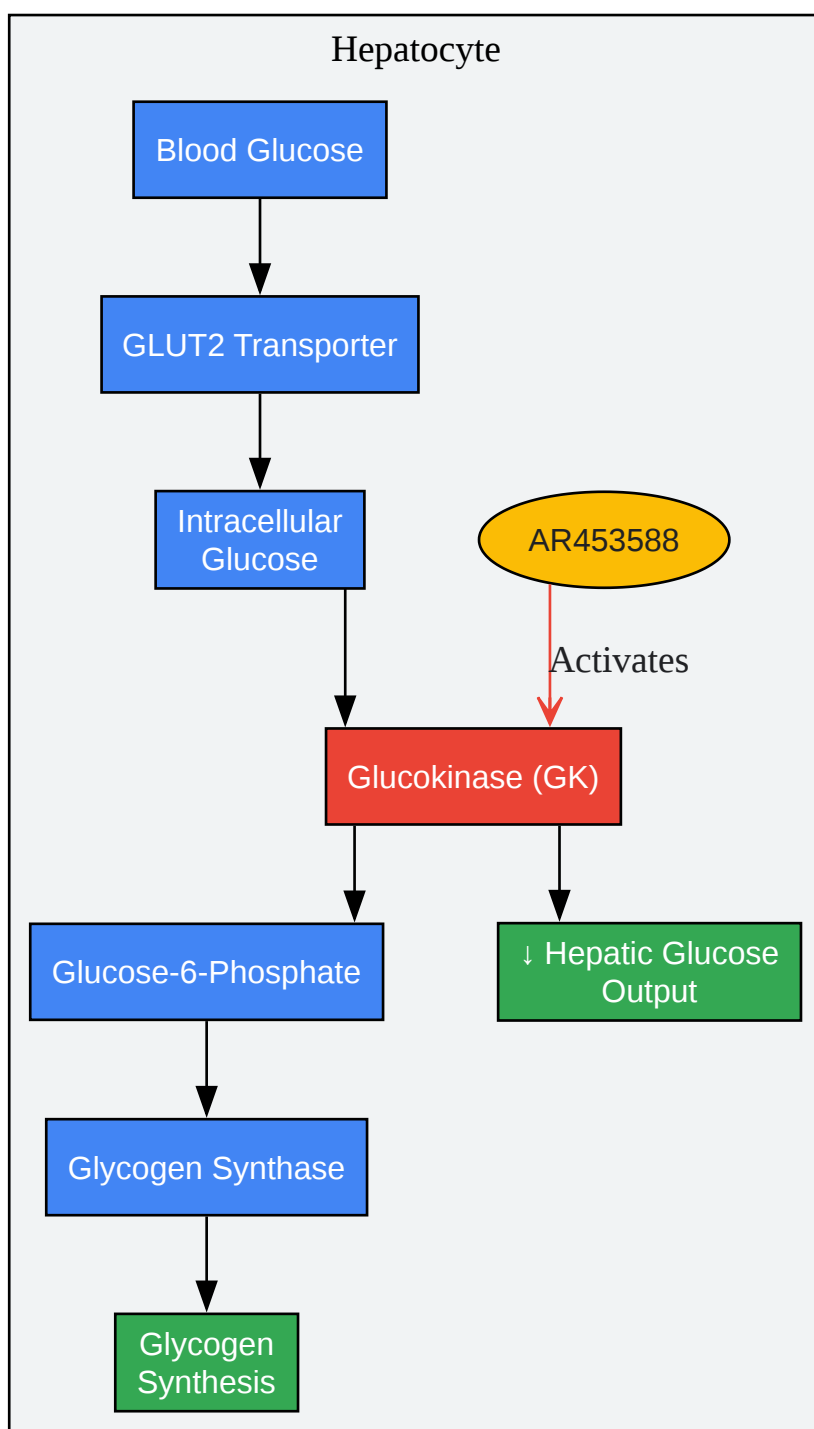 Hepatocyte
Blood Glucose
GLUT2 Transporter
Intracellular
Glucose
AR453588
Activates
Glucokinase (GK)
Glucose-6-Phosphate
↓ Hepatic Glucose
Output
Glycogen Synthase
Glycogen
Synthesis